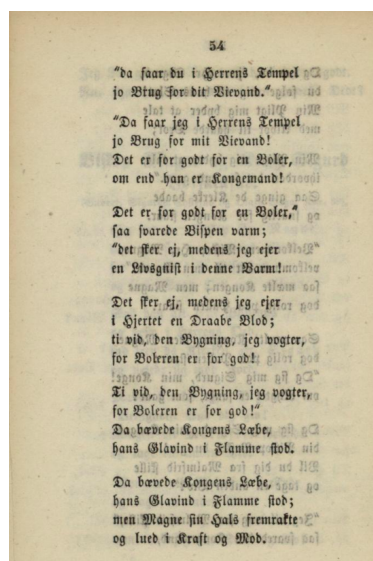 54
“da faar du i Herrens Tempel
jo Brug for dit Vievand.“
“Da faar jeg i Herrens Tempel
jo Brug for mit Vievand!
Det er for godt for en Boler,
om end han er Kongemand!
Det er for godt for en Boler,“
saa svarede Bispen varm;
“det sker ej, medens jeg ejer
en Livsgnist i denne Barm!
Det sker ej, medens jeg ejer
i Hjertet en Draabe Blod;
ti vid, den Bygning, jeg vogter,
for Boleren er for god!
Ti vid, den Bygning, jeg vogter,
for Boleren er for god!“
Da bævede Kongens Læbe,
hans Glavind i Flamme stod.
Da bævede Kongens Læbe,
hans Glavind i Flamme stod;
men Magne sin Hals fremrakte
og lued i Kraft og Mod.